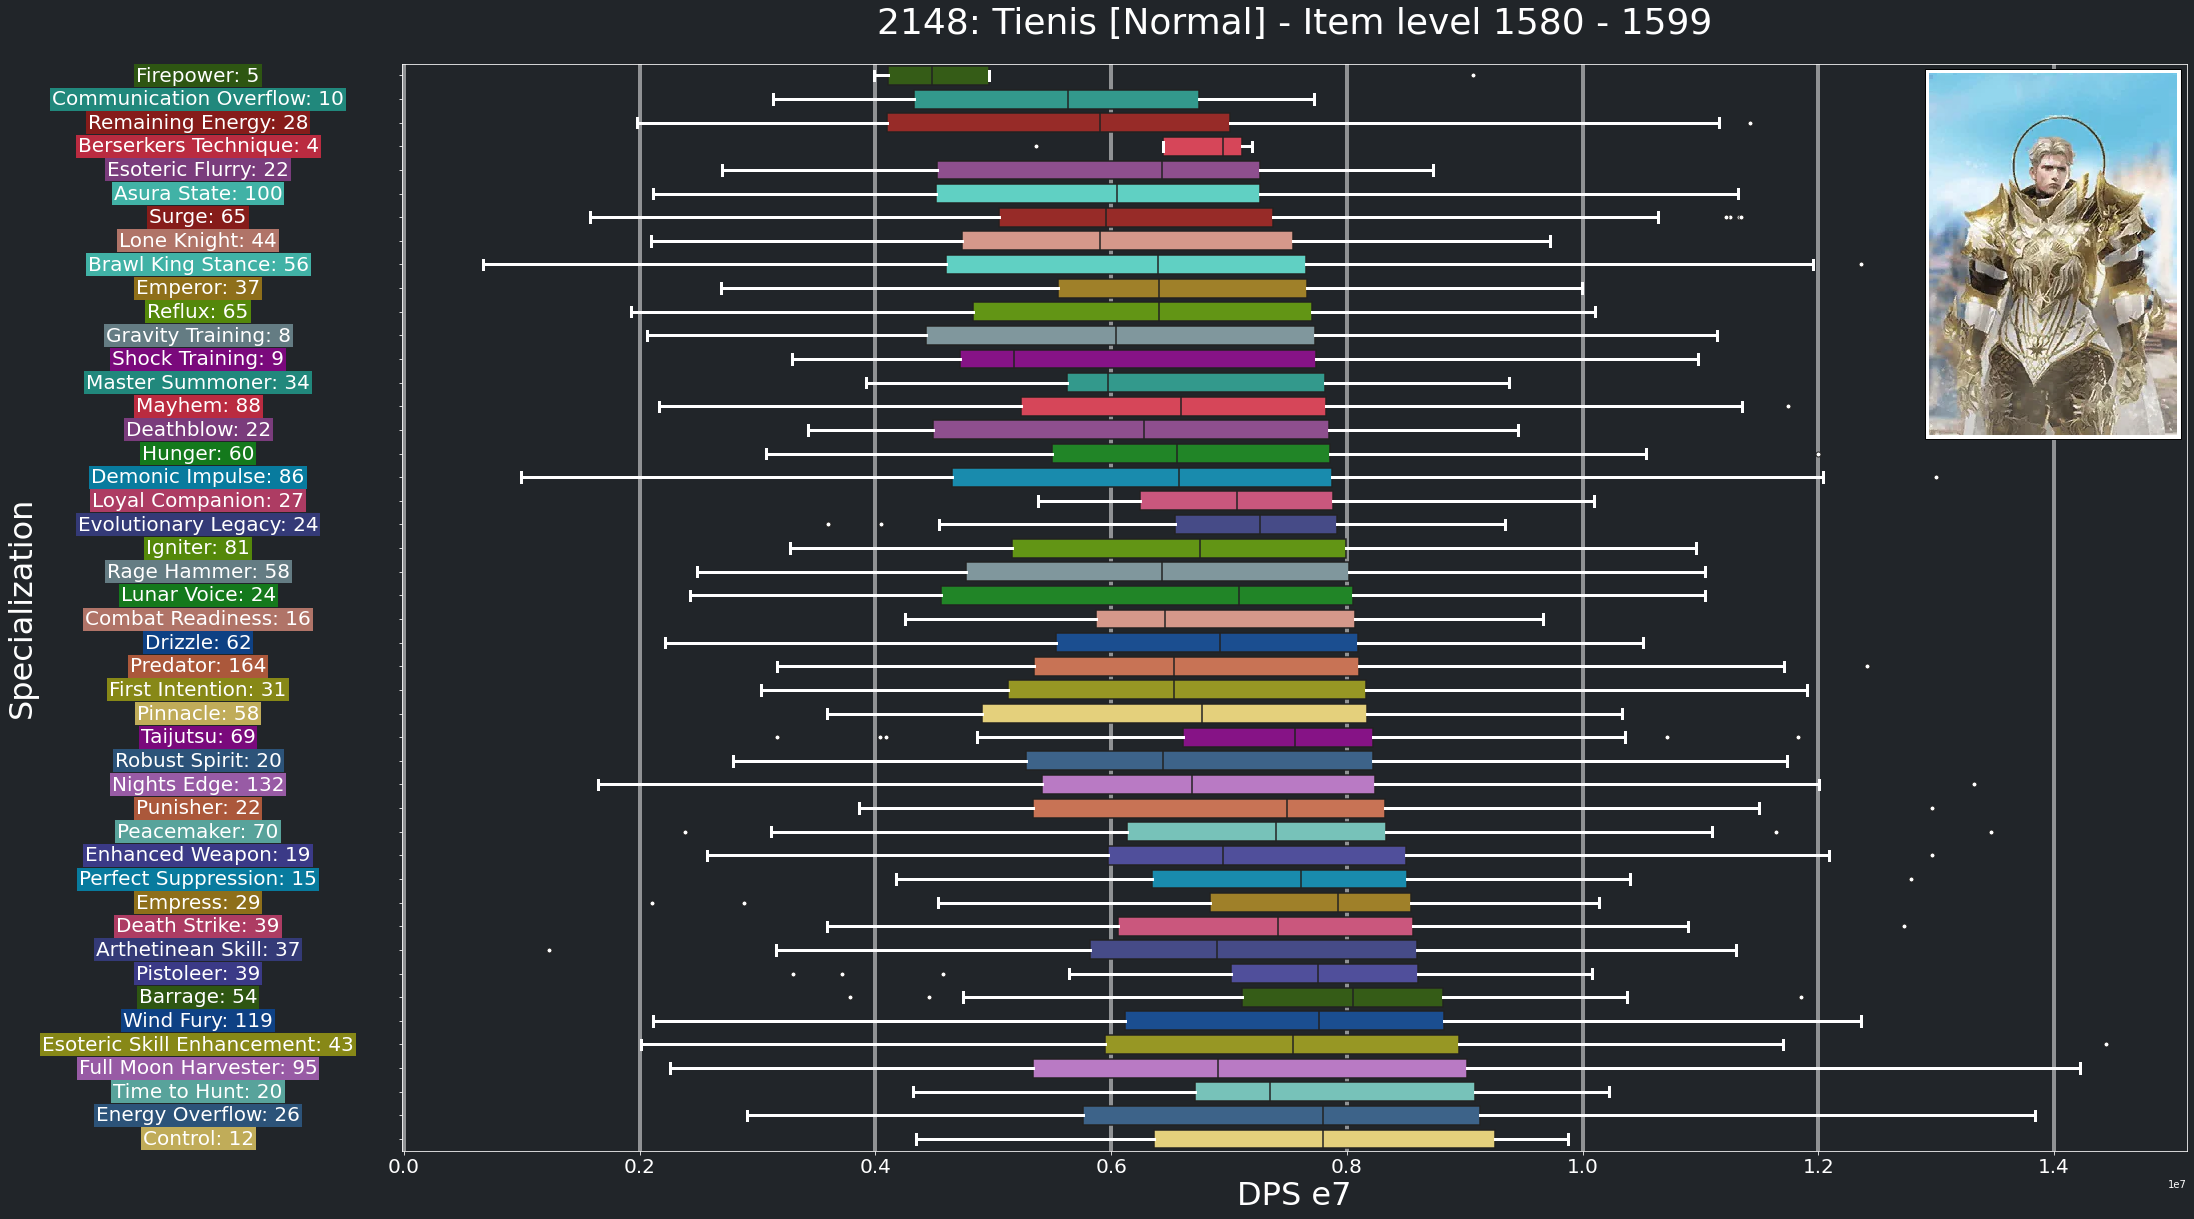 2148: Tienis [Normal] - Item level 1580 - 1599
Specialization
Firepower: 5
Communication Overflow: 10
Remaining Energy: 28
Berserkers Technique: 4
Esoteric Flurry: 22
Asura State: 100
Surge: 65
Lone Knight: 44
Brawl King Stance: 56
Emperor: 37
Reflux: 65
Gravity Training: 8
Shock Training: 9
Master Summoner: 34
Mayhem: 88
Deathblow: 22
Hunger: 60
Demonic Impulse: 86
Loyal Companion: 27
Evolutionary Legacy: 24
Igniter: 81
Rage Hammer: 58
Lunar Voice: 24
Combat Readiness: 16
Drizzle: 62
Predator: 164
First Intention: 31
Pinnacle: 58
Taijutsu: 69
Robust Spirit: 20
Nights Edge: 132
Punisher: 22
Peacemaker: 70
Enhanced Weapon: 19
Perfect Suppression: 15
Empress: 29
Death Strike: 39
Arthetinean Skill: 37
Pistoleer: 39
Barrage: 54
Wind Fury: 119
Esoteric Skill Enhancement: 43
Full Moon Harvester: 95
Time to Hunt: 20
Energy Overflow: 26
Control: 12
0.0 0.2 0.4 0.6 0.8 1.0 1.2 1.4
DPS e7
1e7